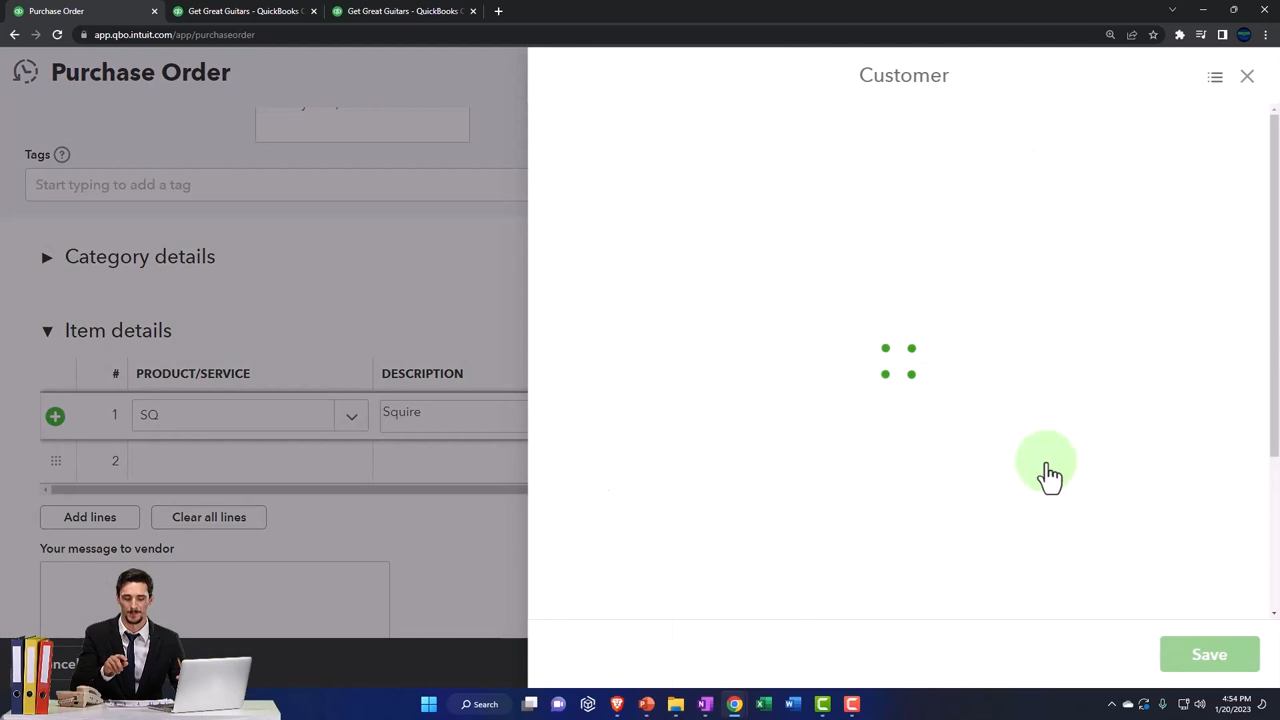 Purchase Order
Get Great Guitars - QuickBooks C
Get Great Guitars - QuickBooks C
app.qbo.intuit.com/app/purchaseorder
Purchase Order
Customer
Tags ?
Start typing to add a tag
Category details
Item details
# PRODUCT/SERVICE DESCRIPTION
1 SQ Squire
2
Add lines Clear all lines
Your message to vendor
Save
Search
4:54 PM
1/20/2023